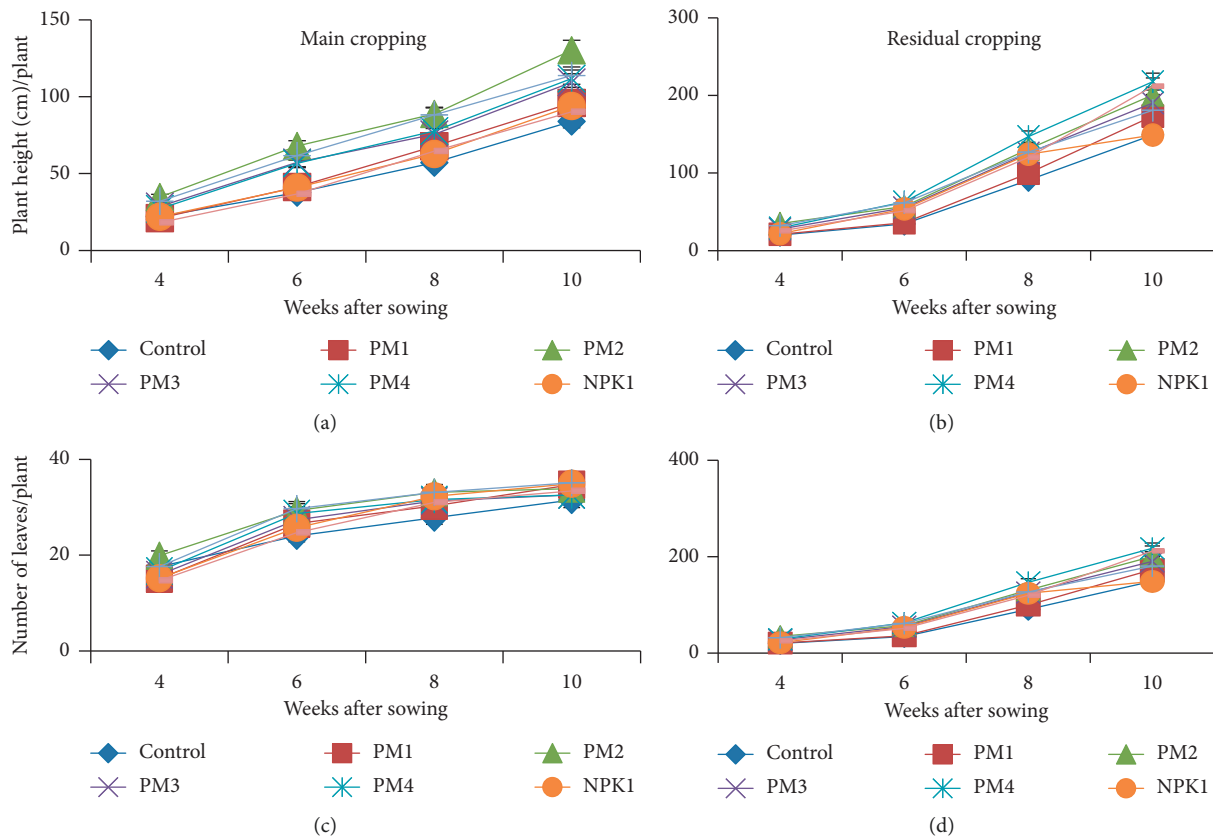 Main cropping
Plant height (cm)/plant
150
100
50
0
4 6 8 10
Weeks after sowing
Control PM1 PM2
PM3 PM4 NPK1
(a)
Residual cropping
300
200
100
0
4 6 8 10
Weeks after sowing
Control PM1 PM2
PM3 PM4 NPK1
(b)
Number of leaves/plant
40
20
0
4 6 8 10
Weeks after sowing
Control PM1 PM2
PM3 PM4 NPK1
(c)
400
200
0
4 6 8 10
Weeks after sowing
Control PM1 PM2
PM3 PM4 NPK1
(d)